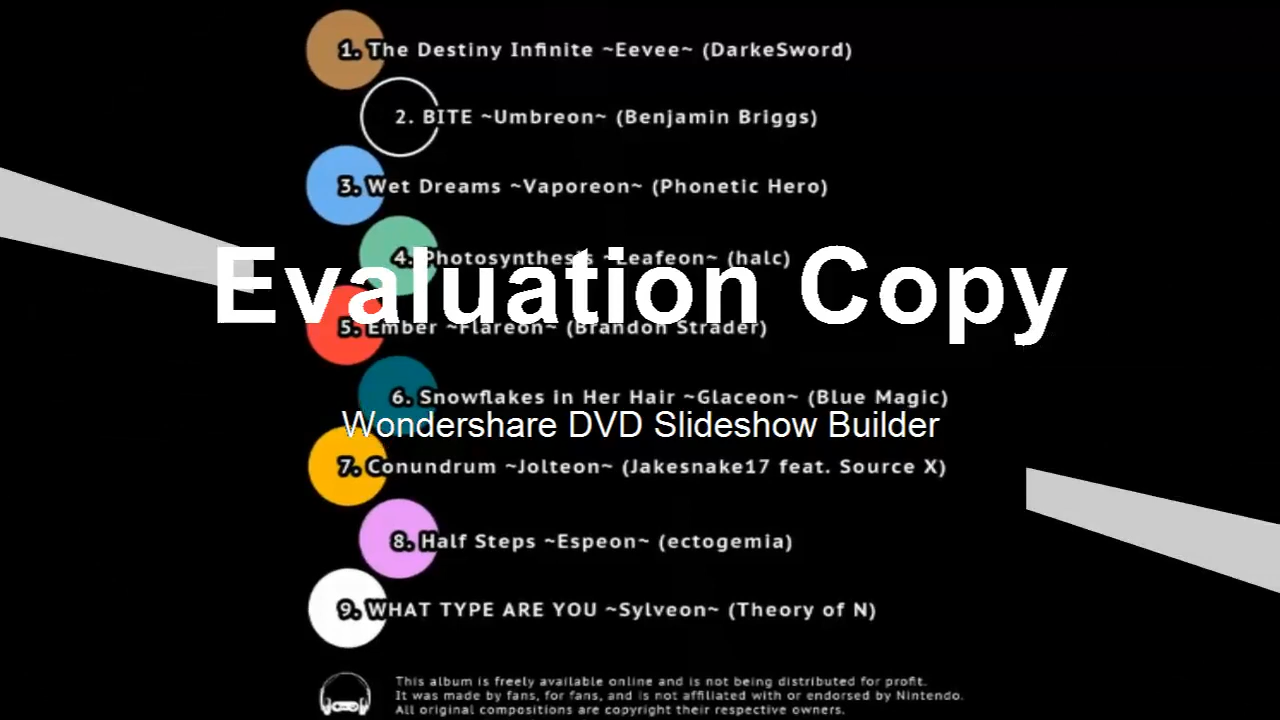 1. The Destiny Infinite ~Eevee~ (DarkeSword)
2. BITE ~Umbreon~ (Benjamin Briggs)
3. Wet Dreams ~Vaporeon~ (Phonetic Hero)
4. Photosynthesis ~Leafeon~ (halc)
Evaluation Copy
5. Ember ~Flareon~ (Brandon Strader)
6. Snowflakes in Her Hair ~Glaceon~ (Blue Magic)
Wondershare DVD Slideshow Builder
7. Conundrum ~Jolteon~ (Jakesnake17 feat. Source X)
8. Half Steps ~Espeon~ (ectogemia)
9. WHAT TYPE ARE YOU ~Sylveon~ (Theory of N)
This album is freely available online and is not being distributed for profit.
It was made by fans, for fans, and is not affiliated with or endorsed by Nintendo.
All original compositions are copyright their respective owners.